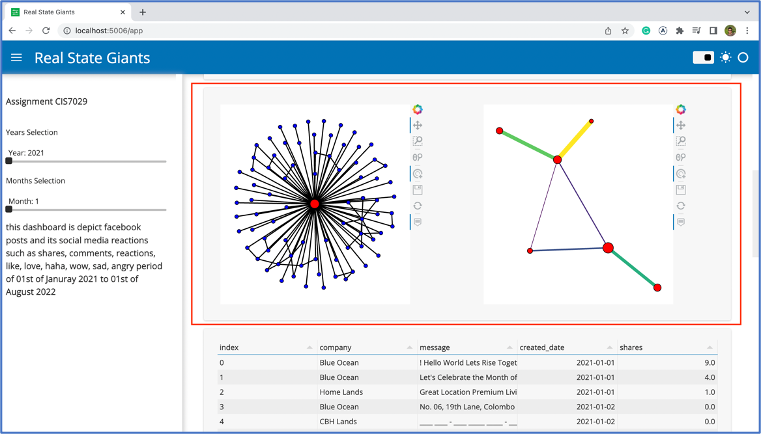 Real State Giants
localhost:5006/app
Real State Giants
Assignment CIS7029
Years Selection
Year: 2021
Months Selection
Month: 1
this dashboard is depict facebook
posts and its social media reactions
such as shares, comments, reactions,
like, love, haha, wow, sad, angry period
of 01st of Januray 2021 to 01st of
August 2022
index company message created_date shares
0 Blue Ocean ! Hello World Lets Rise Toget 2021-01-01 9.0
1 Blue Ocean Let's Celebrate the Month of 2021-01-01 4.0
2 Home Lands Great Location Premium Livi 2021-01-01 1.0
3 Blue Ocean No. 06, 19th Lane, Colombo 2021-01-02 0.0
4 CBH Lands ___ ___ - ____ ____ ____ - __ 2021-01-02 0.0